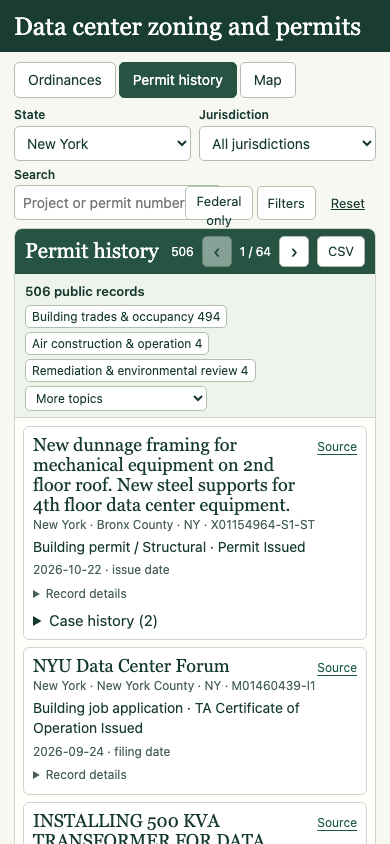 Data center zoning and permits
Ordinances Permit history Map
State Jurisdiction
New York All jurisdictions
Search
Project or permit number Federal only Filters Reset
Permit history 506 ‹ 1 / 64 › CSV
506 public records
Building trades & occupancy 494
Air construction & operation 4
Remediation & environmental review 4
More topics
New dunnage framing for Source
mechanical equipment on 2nd
floor roof. New steel supports for
4th floor data center equipment.
New York · Bronx County · NY · X01154964-S1-ST
Building permit / Structural · Permit Issued
2026-10-22 · issue date
Record details
Case history (2)
NYU Data Center Forum Source
New York · New York County · NY · M01460439-I1
Building job application · TA Certificate of
Operation Issued
2026-09-24 · filing date
Record details
INSTALLING 500 KVA Source
TRANSFORMER FOR DATA